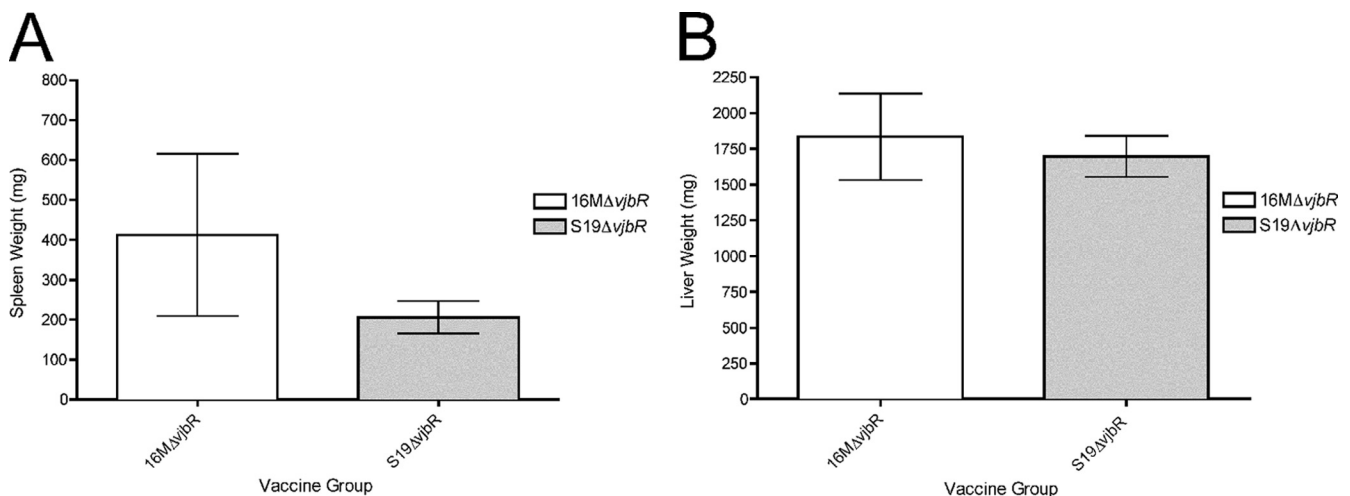 A
800
700
600
500
400
300
200
100
0
Spleen Weight (mg)
16MΔvjbR
S19ΔvjbR
Vaccine Group
16MΔvjbR
S19ΔvjbR
B
2250
2000
1750
1500
1250
1000
750
500
250
0
Liver Weight (mg)
16MΔvjbR
S19ΔvjbR
Vaccine Group
16MΔvjbR
S19ΛvjbR